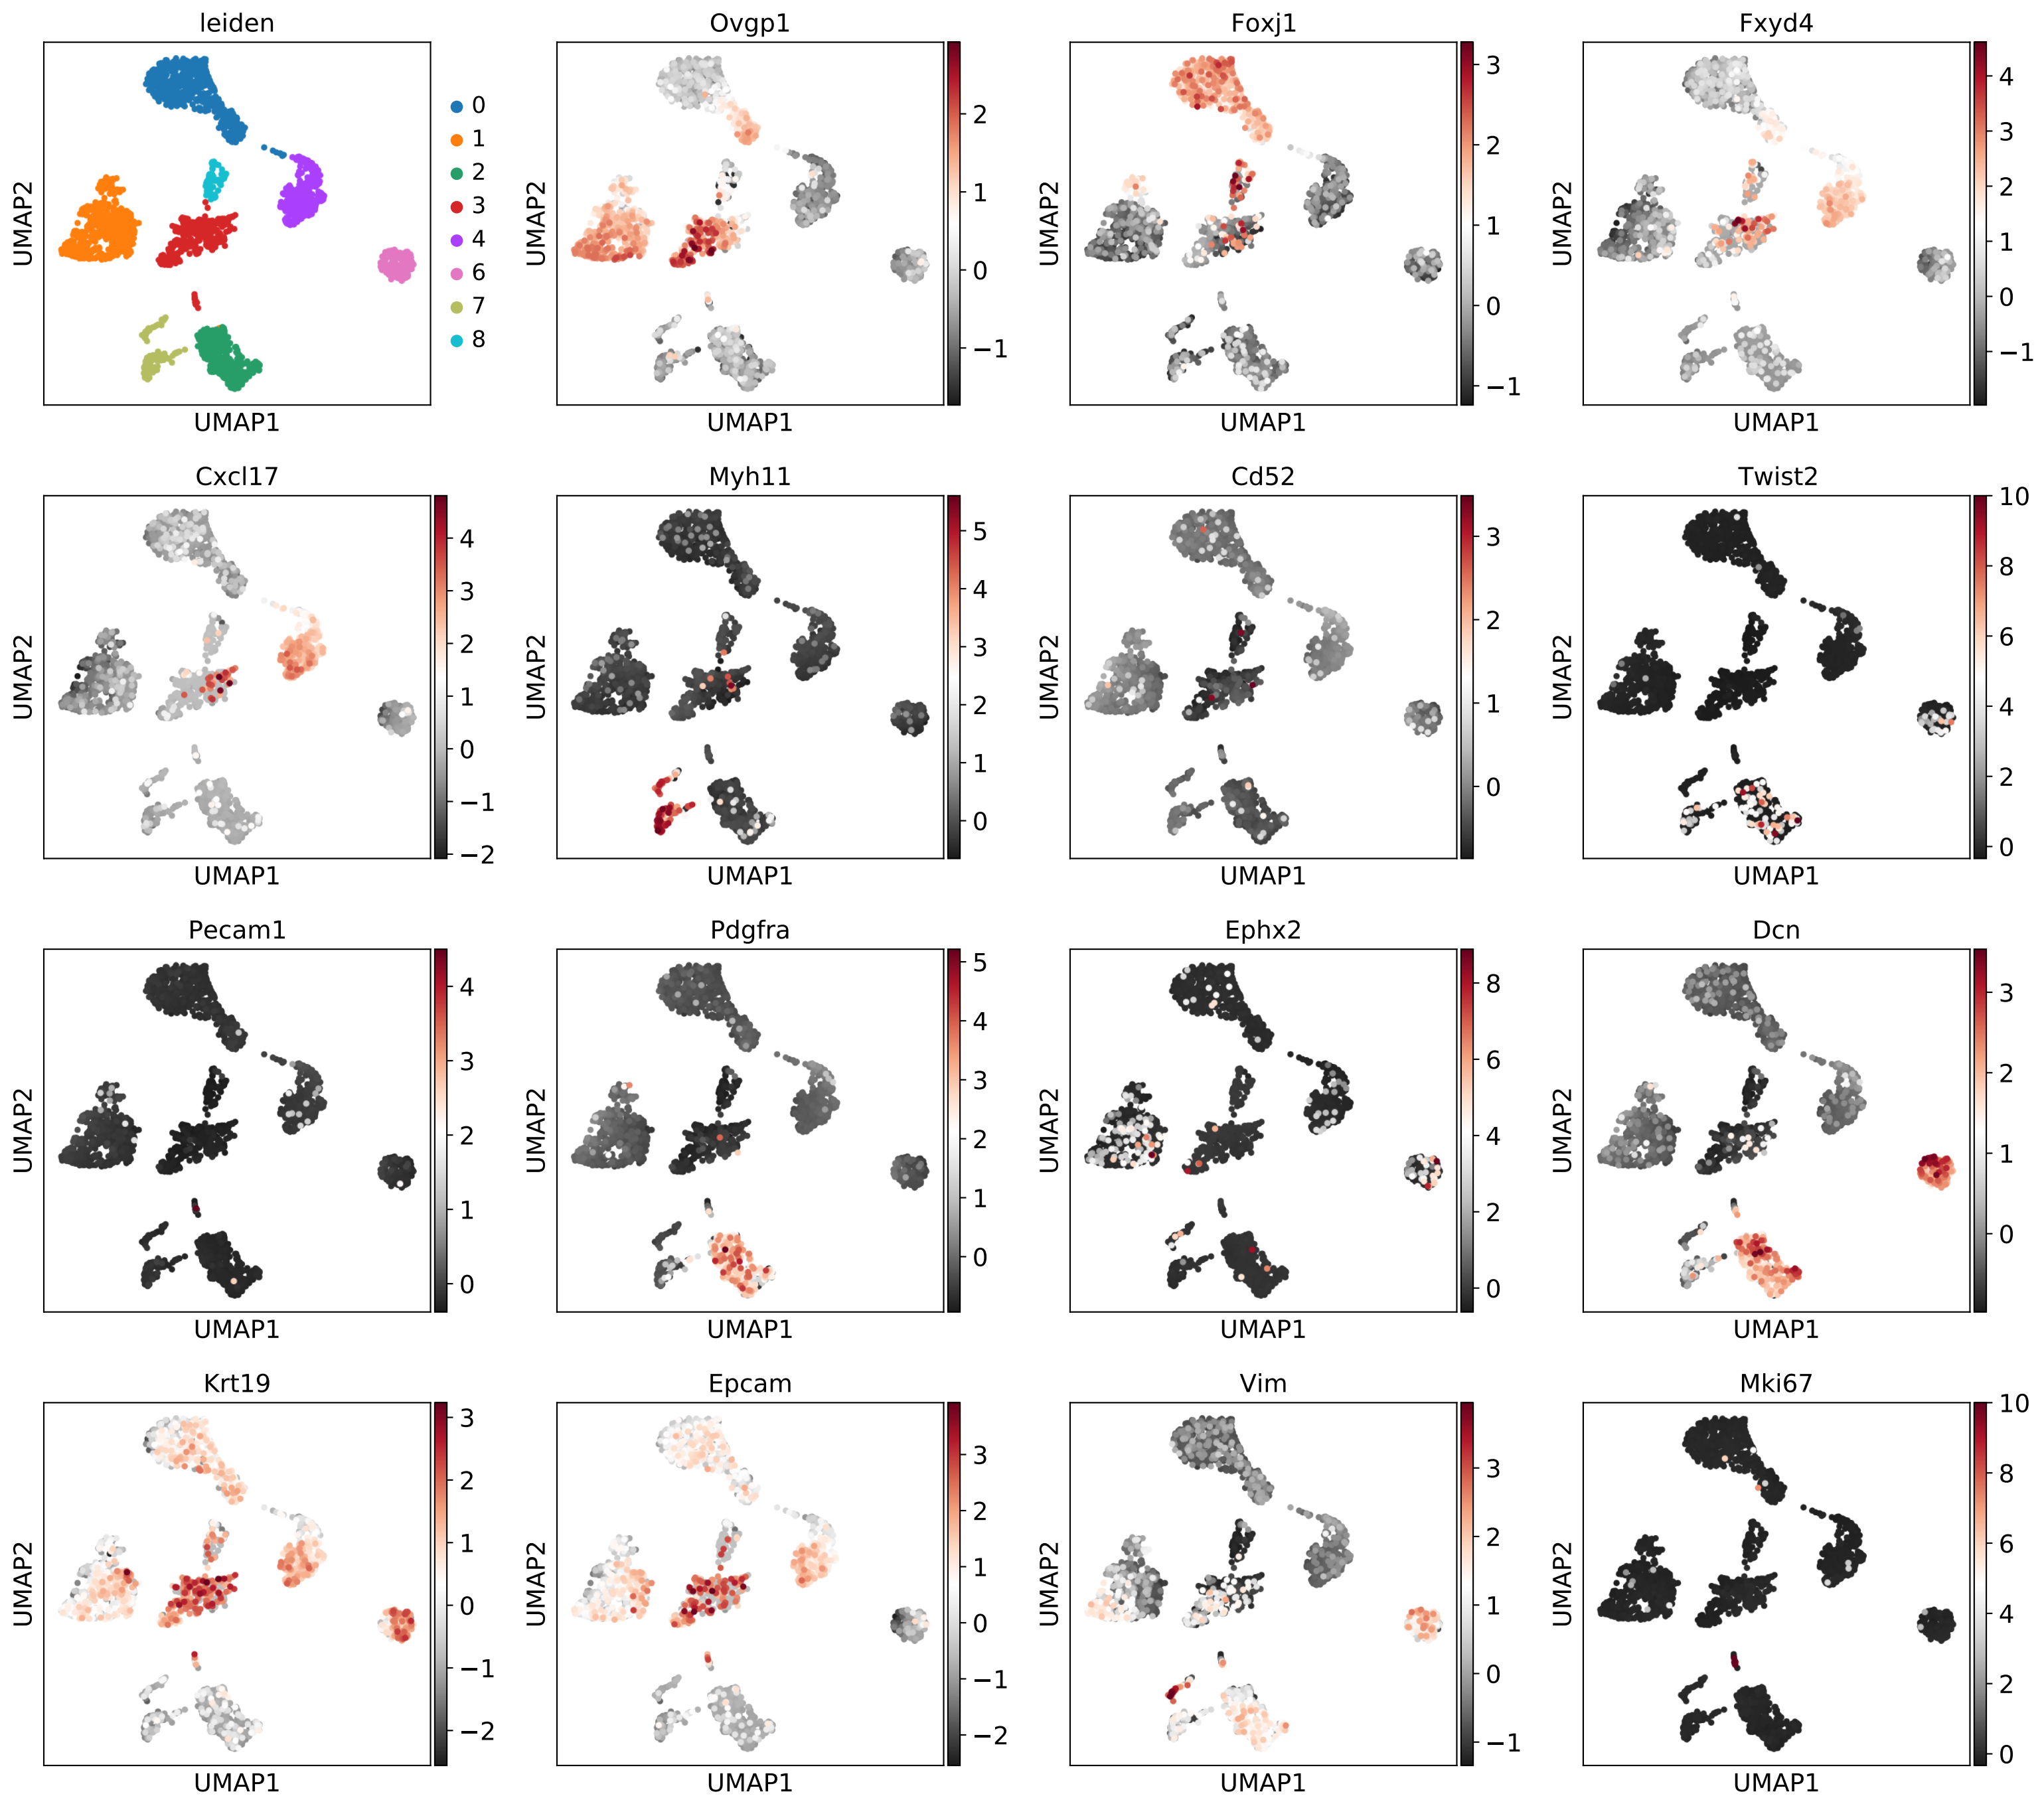 leiden
UMAP2
UMAP1
0
1
2
3
4
6
7
8
Ovgp1
UMAP2
UMAP1
2
1
0
−1
Foxj1
UMAP2
UMAP1
3
2
1
0
−1
Fxyd4
UMAP2
UMAP1
4
3
2
1
0
−1
Cxcl17
UMAP2
UMAP1
4
3
2
1
0
−1
−2
Myh11
UMAP2
UMAP1
5
4
3
2
1
0
Cd52
UMAP2
UMAP1
3
2
1
0
Twist2
UMAP2
UMAP1
10
8
6
4
2
0
Pecam1
UMAP2
UMAP1
4
3
2
1
0
Pdgfra
UMAP2
UMAP1
5
4
3
2
1
0
Ephx2
UMAP2
UMAP1
8
6
4
2
0
Dcn
UMAP2
UMAP1
3
2
1
0
Krt19
UMAP2
UMAP1
3
2
1
0
−1
−2
Epcam
UMAP2
UMAP1
3
2
1
0
−1
−2
Vim
UMAP2
UMAP1
3
2
1
0
−1
Mki67
UMAP2
UMAP1
10
8
6
4
2
0